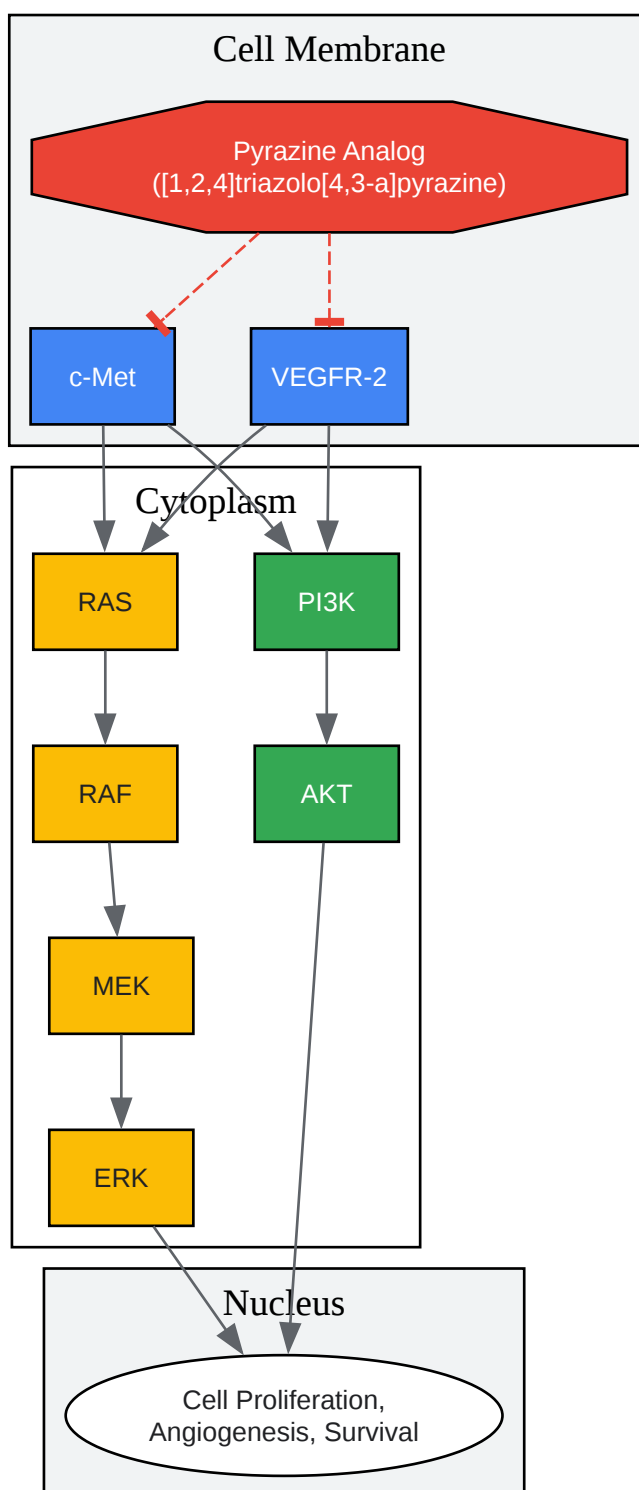 Cell Membrane
Pyrazine Analog
([1,2,4]triazolo[4,3-a]pyrazine)
c-Met
VEGFR-2
Cytoplasm
RAS
PI3K
RAF
AKT
MEK
ERK
Nucleus
Cell Proliferation,
Angiogenesis, Survival